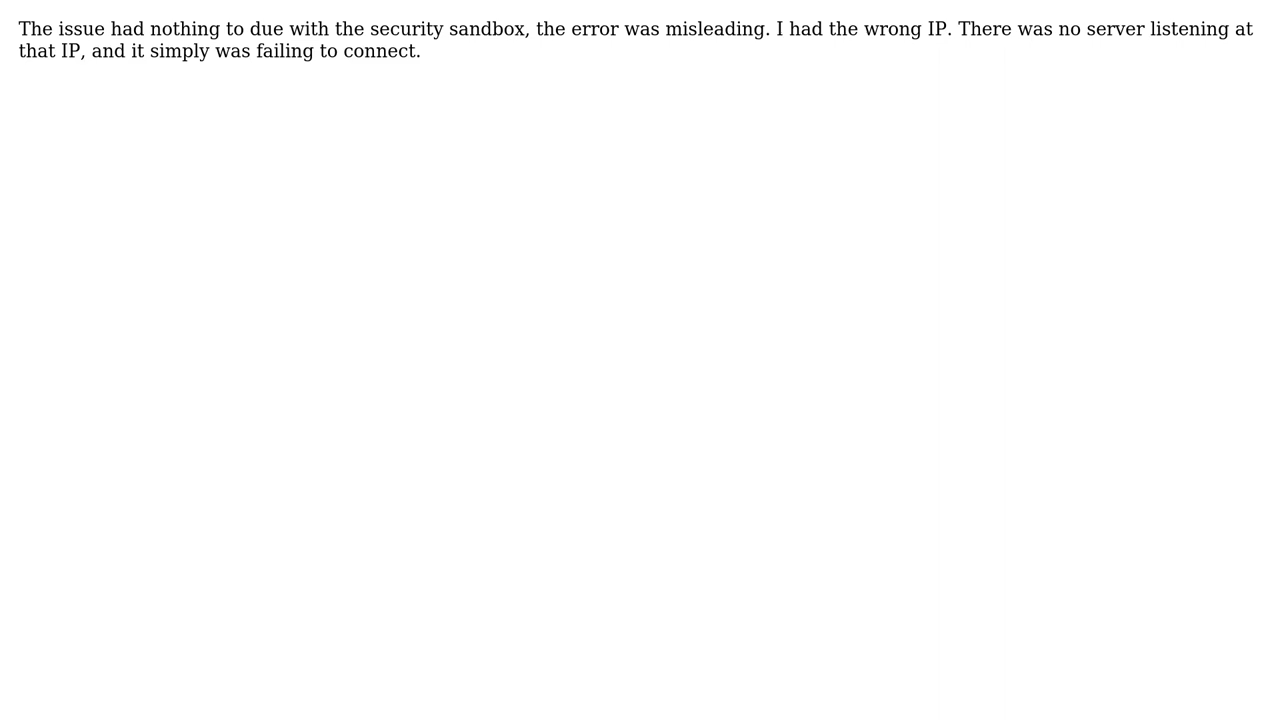 The issue had nothing to due with the security sandbox, the error was misleading. I had the wrong IP. There was no server listening at
that IP, and it simply was failing to connect.